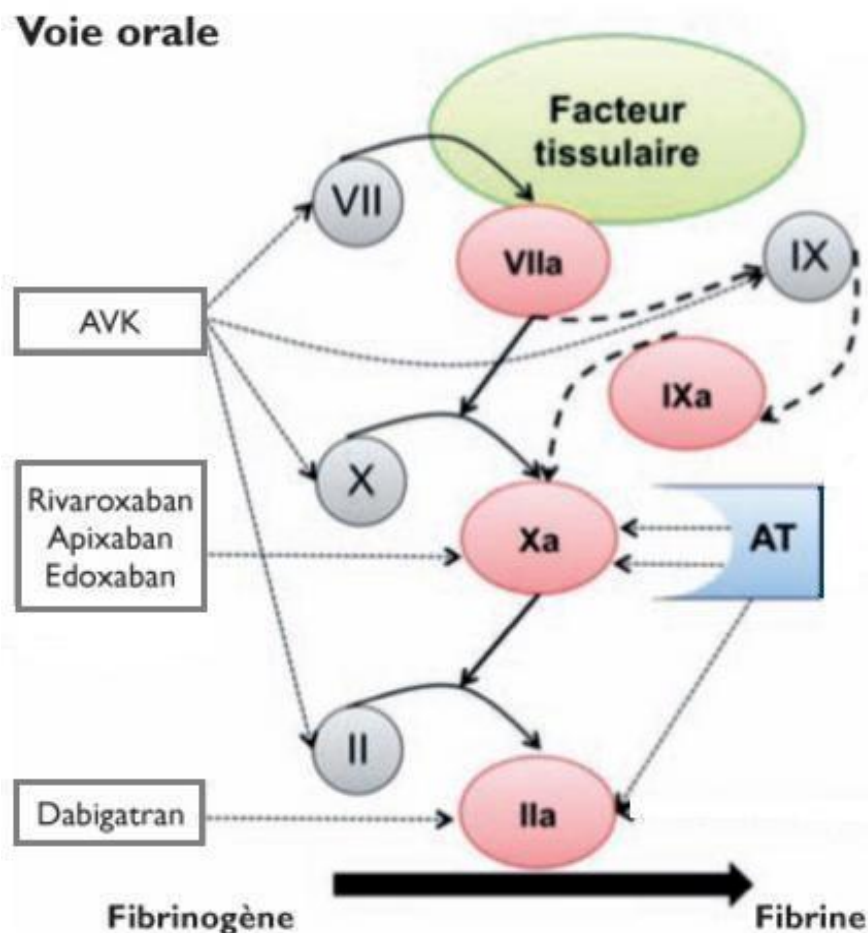 Voie orale
Facteur
tissulaire
VII
VIIa
IX
AVK
IXa
X
Rivaroxaban
Apixaban
Edoxaban
Xa
AT
II
Dabigatran
IIa
Fibrinogène
Fibrine